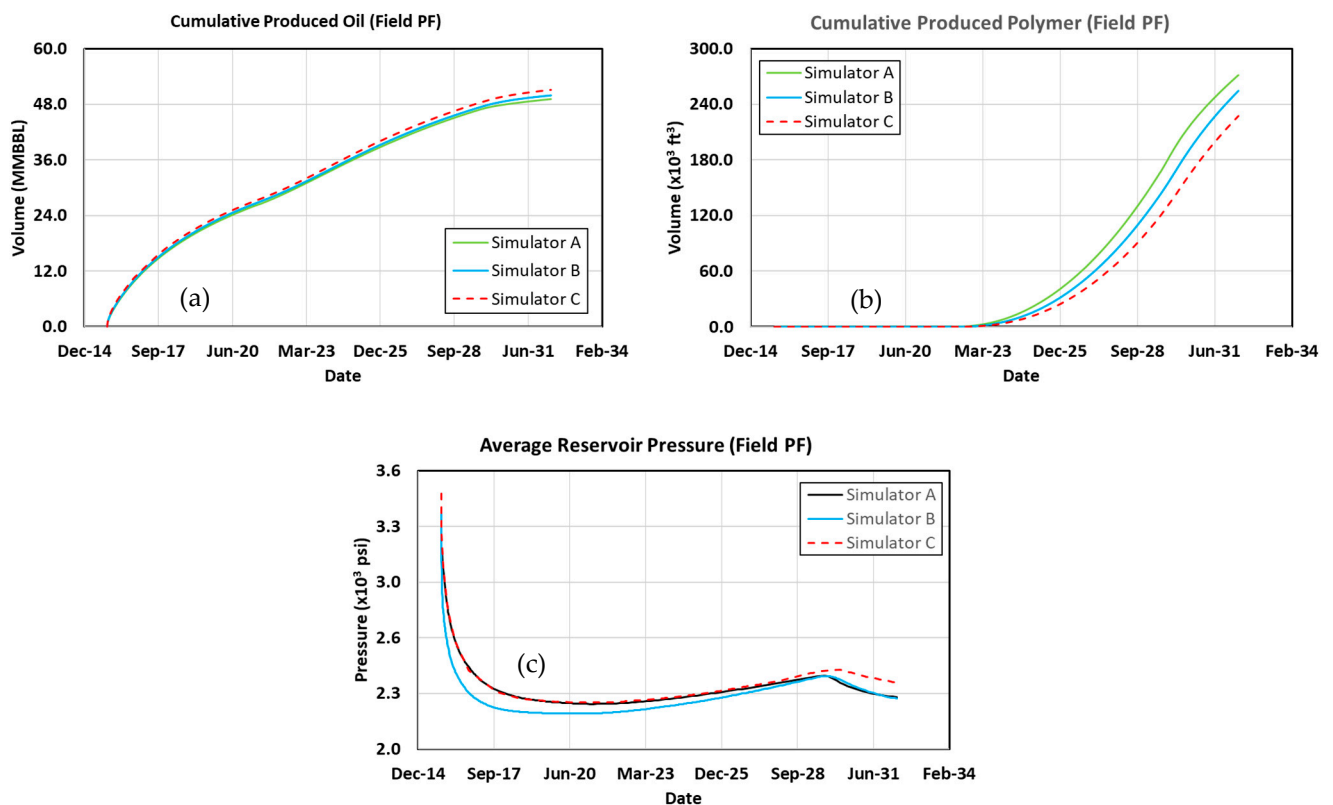 Cumulative Produced Oil (Field PF)
60.0
48.0
36.0
24.0
12.0
0.0
Volume (MMBBL)
Simulator A
Simulator B
Simulator C
(a)
Dec-14 Sep-17 Jun-20 Mar-23 Dec-25 Sep-28 Jun-31 Feb-34
Date
Cumulative Produced Polymer (Field PF)
300.0
240.0
180.0
120.0
60.0
0.0
Volume (x10³ ft³)
Simulator A
Simulator B
Simulator C
(b)
Dec-14 Sep-17 Jun-20 Mar-23 Dec-25 Sep-28 Jun-31 Feb-34
Date
Average Reservoir Pressure (Field PF)
3.6
3.3
3.0
2.6
2.3
2.0
Pressure (x10³ psi)
Simulator A
Simulator B
Simulator C
(c)
Dec-14 Sep-17 Jun-20 Mar-23 Dec-25 Sep-28 Jun-31 Feb-34
Date